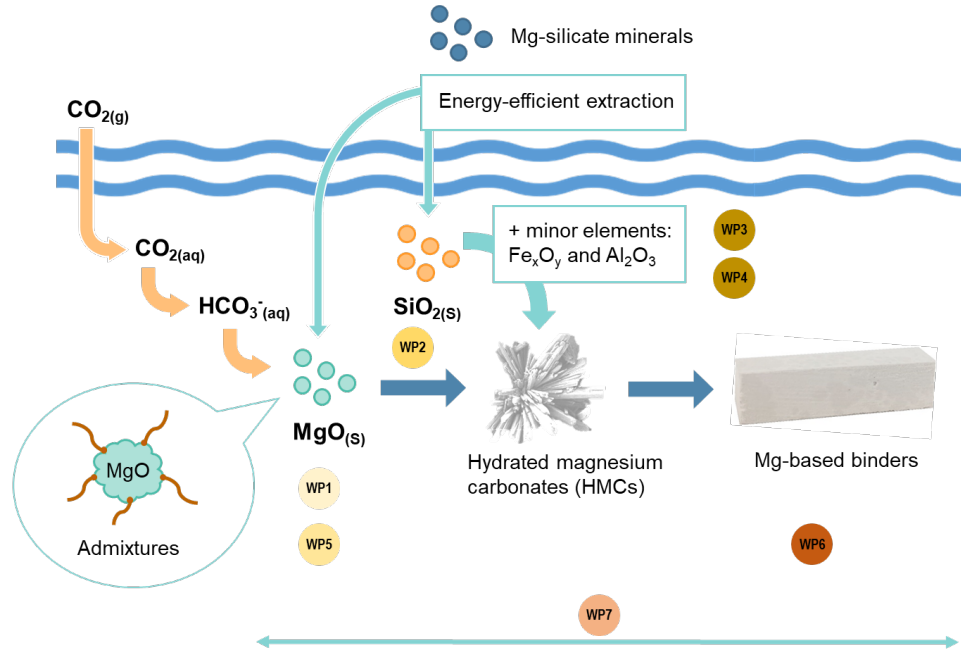 Mg-silicate minerals
Energy-efficient extraction
CO2(g)
CO2(aq)
HCO3-(aq)
+ minor elements:
FexOy and Al2O3
WP3
WP4
SiO2(S)
WP2
MgO(S)
MgO
Admixtures
Hydrated magnesium
carbonates (HMCs)
Mg-based binders
WP1
WP5
WP6
WP7